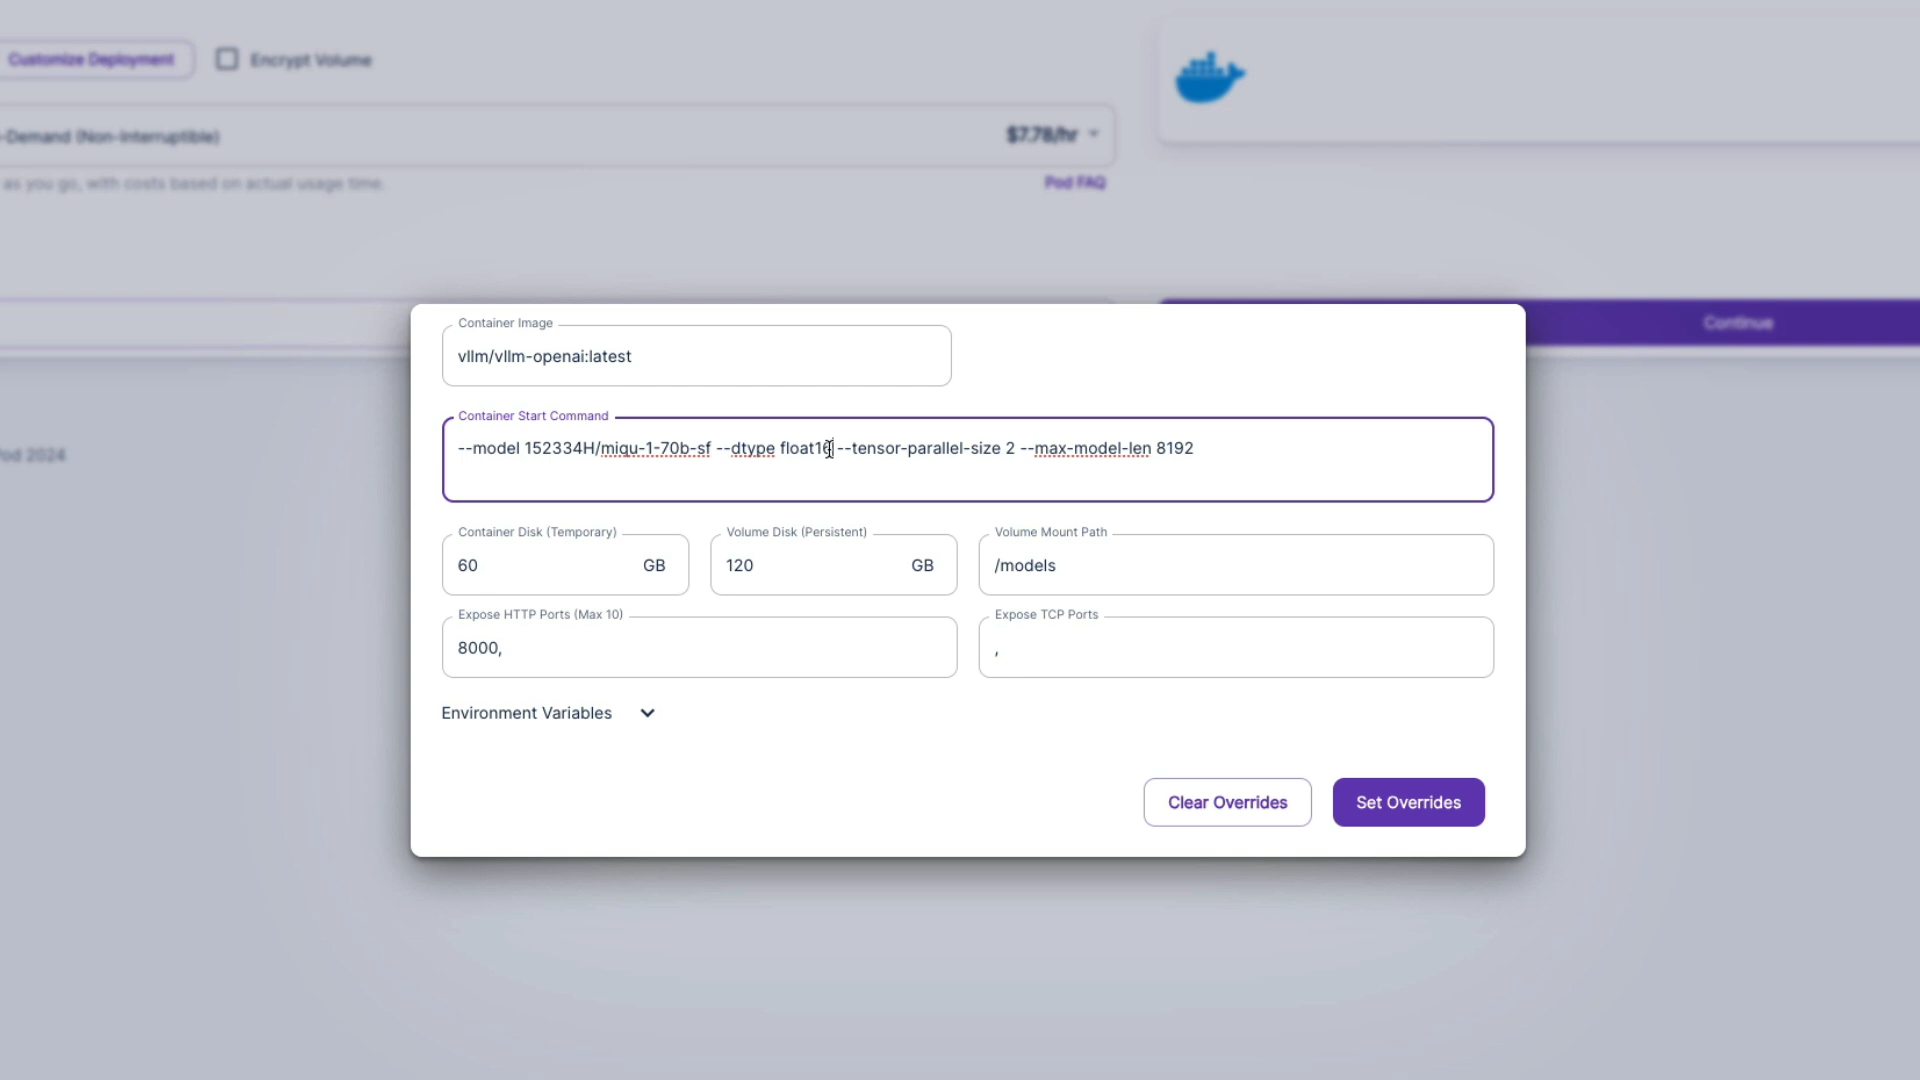 Customize Deployment
Encrypt Volume
-Demand (Non-Interruptible)
$7.78/hr
as you go, with costs based on actual usage time.
Pod FAQ
Continue
Pod 2024
Container Image
vllm/vllm-openai:latest
Container Start Command
--model 152334H/miqu-1-70b-sf --dtype float16 --tensor-parallel-size 2 --max-model-len 8192
Container Disk (Temporary)
60 GB
Volume Disk (Persistent)
120 GB
Volume Mount Path
/models
Expose HTTP Ports (Max 10)
8000,
Expose TCP Ports
,
Environment Variables
Clear Overrides
Set Overrides